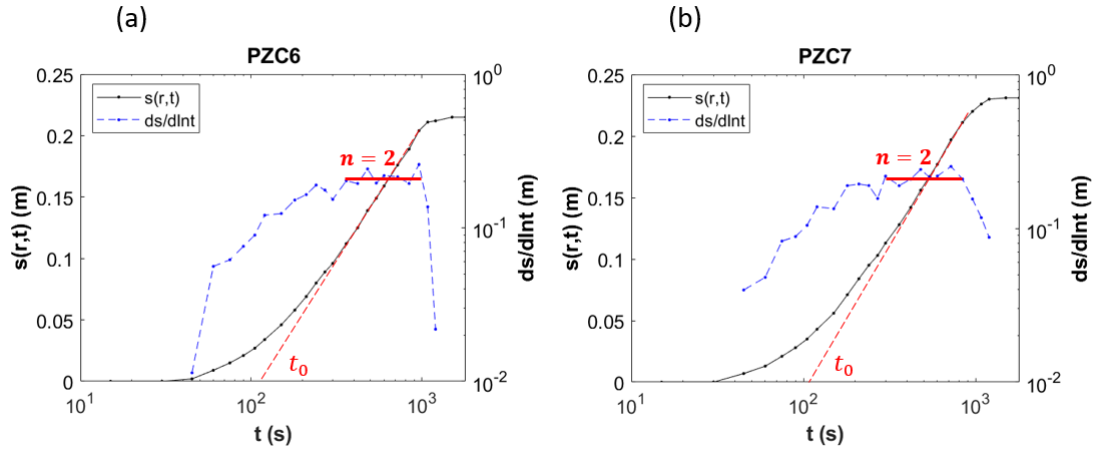 (a)
PZC6
0.25
0.2
0.15
0.1
0.05
0
s(r,t) (m)
s(r,t)
ds/dlnt
n = 2
t0
10^0
10^-1
10^-2
ds/dlnt (m)
10^1
10^2
10^3
t (s)
(b)
PZC7
0.25
0.2
0.15
0.1
0.05
0
s(r,t) (m)
s(r,t)
ds/dlnt
n = 2
t0
10^0
10^-1
10^-2
ds/dlnt (m)
10^1
10^2
10^3
t (s)